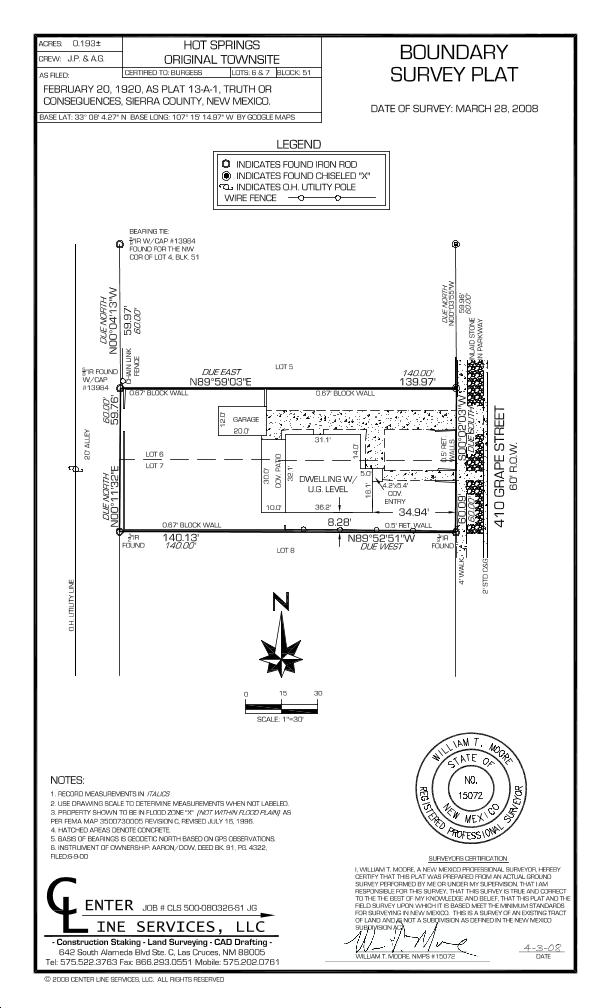 ACRES: 0.193±
CREW: J.P. & A.G.
HOT SPRINGS
ORIGINAL TOWNSITE
CERTIFIED TO: BURGESS LOTS: 6 & 7 BLOCK: 51
AS FILED:
FEBRUARY 20, 1920, AS PLAT 13-A-1, TRUTH OR
CONSEQUENCES, SIERRA COUNTY, NEW MEXICO.
BASE LAT: 33° 08' 4.27" N BASE LONG: 107° 15' 14.97" W BY GOOGLE MAPS
BOUNDARY
SURVEY PLAT
DATE OF SURVEY: MARCH 28, 2008
LEGEND
INDICATES FOUND IRON ROD
INDICATES FOUND CHISELED "X"
INDICATES O.H. UTILITY POLE
WIRE FENCE
BEARING TIE:
½"IR W/CAP #13984
FOUND FOR THE NW
COR OF LOT 4, BLK. 51
DUE NORTH
N00°04'13"W
59.97'
60.00'
CHAIN LINK
FENCE
DUE NORTH
N00°03'55"W
59.98'
60.00'
INLAID STONE
IN PARKWAY
IR FOUND
W/CAP
#13984
LOT 5
DUE EAST
N89°59'03"E
140.00'
139.97'
0.67' BLOCK WALL
0.67' BLOCK WALL
60.00'
59.76'
DUE NORTH
N00°11'32"E
20' ALLEY
O.H. UTILITY LINE
12.0'
GARAGE
20.0'
LOT 6
LOT 7
31.1'
14.0'
30.0'
COV. PATIO
32.1'
DWELLING W/
U.G. LEVEL
5.0'
16.1'
4.2'x5.4'
COV.
ENTRY
10.0'
36.2'
34.94'
0.5' RET.
WALLS
S00°02'03"W
DUE SOUTH
60.09'
60.00'
410 GRAPE STREET
60' R.O.W.
0.67' BLOCK WALL
8.28'
0.5' RET. WALL
½"IR
FOUND
140.13'
140.00'
N89°52'51"W
DUE WEST
½"IR
FOUND
LOT 8
4' WALK
2' STD C&G
N
0 15 30
SCALE: 1"=30'
NOTES:
1. RECORD MEASUREMENTS IN ITALICS
2. USE DRAWING SCALE TO DETERMINE MEASUREMENTS WHEN NOT LABELED.
3. PROPERTY SHOWN TO BE IN FLOOD ZONE "X" (NOT WITHIN FLOOD PLAIN) AS
PER FEMA MAP 3500730005 REVISION C, REVISED JULY 16, 1996.
4. HATCHED AREAS DENOTE CONCRETE.
5. BASIS OF BEARINGS IS GEODETIC NORTH BASED ON GPS OBSERVATIONS.
6. INSTRUMENT OF OWNERSHIP: AARON/DOW, DEED BK. 91, PG. 4322,
FILED:6-9-00
WILLIAM T. MOORE
STATE OF
NO.
15072
NEW MEXICO
REGISTERED PROFESSIONAL SURVEYOR
SURVEYOR'S CERTIFICATION
I, WILLIAM T. MOORE, A NEW MEXICO PROFESSIONAL SURVEYOR, HEREBY
CERTIFY THAT THIS PLAT WAS PREPARED FROM AN ACTUAL GROUND
SURVEY PERFORMED BY ME OR UNDER MY SUPERVISION, THAT I AM
RESPONSIBLE FOR THIS SURVEY, THAT THIS SURVEY IS TRUE AND CORRECT
TO THE THE BEST OF MY KNOWLEDGE AND BELIEF, THAT THIS PLAT AND THE
FIELD SURVEY UPON WHICH IT IS BASED MEET THE MINIMUM STANDARDS
FOR SURVEYING IN NEW MEXICO. THIS IS A SURVEY OF AN EXISTING TRACT
OF LAND AND IS NOT A SUBDIVISION AS DEFINED IN THE NEW MEXICO
SUBDIVISION ACT.
4-3-08
WILLIAM T. MOORE, NMPS #15072 DATE
CENTER JOB # CLS 500-080326-51 JG
LINE SERVICES, LLC
- Construction Staking - Land Surveying - CAD Drafting -
642 South Alameda Blvd Ste. C, Las Cruces, NM 88005
Tel: 575.522.3763 Fax: 866.293.0551 Mobile: 575.202.0761
© 2008 CENTER LINE SERVICES, LLC. ALL RIGHTS RESERVED